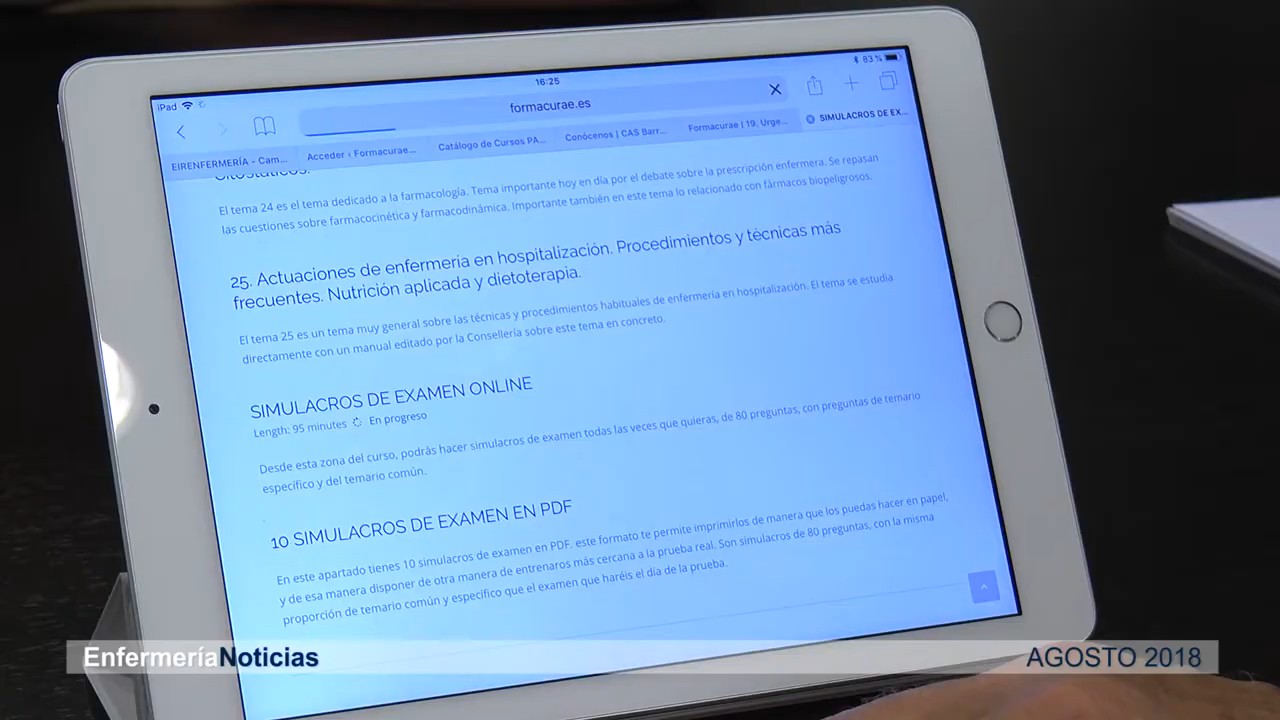 iPad
16:25
83 %
formacurae.es
EIRENFERMERÍA - Cam...
Acceder ‹ Formacurae...
Catálogo de Cursos PA...
Conócenos | CAS Barr...
Formacurae | 19. Urge...
SIMULACROS DE EX...
Citostáticos.
El tema 24 es el tema dedicado a la farmacología. Tema importante hoy en día por el debate sobre la prescripción enfermera. Se repasan
las cuestiones sobre farmacocinética y farmacodinámica. Importante también en este tema lo relacionado con fármacos biopeligrosos.
25. Actuaciones de enfermería en hospitalización. Procedimientos y técnicas más
frecuentes. Nutrición aplicada y dietoterapia.
El tema 25 es un tema muy general sobre las técnicas y procedimientos habituales de enfermería en hospitalización. El tema se estudia
directamente con un manual editado por la Consellería sobre este tema en concreto.
SIMULACROS DE EXAMEN ONLINE
Length: 95 minutes En progreso
Desde esta zona del curso, podrás hacer simulacros de examen todas las veces que quieras, de 80 preguntas, con preguntas de temario
específico y del temario común.
10 SIMULACROS DE EXAMEN EN PDF
En este apartado tienes 10 simulacros de examen en PDF. este formato te permite imprimirlos de manera que los puedas hacer en papel,
y de esa manera disponer de otra manera de entrenaros más cercana a la prueba real. Son simulacros de 80 preguntas, con la misma
proporción de temario común y específico que el examen que haréis el día de la prueba.
EnfermeríaNoticias
AGOSTO 2018